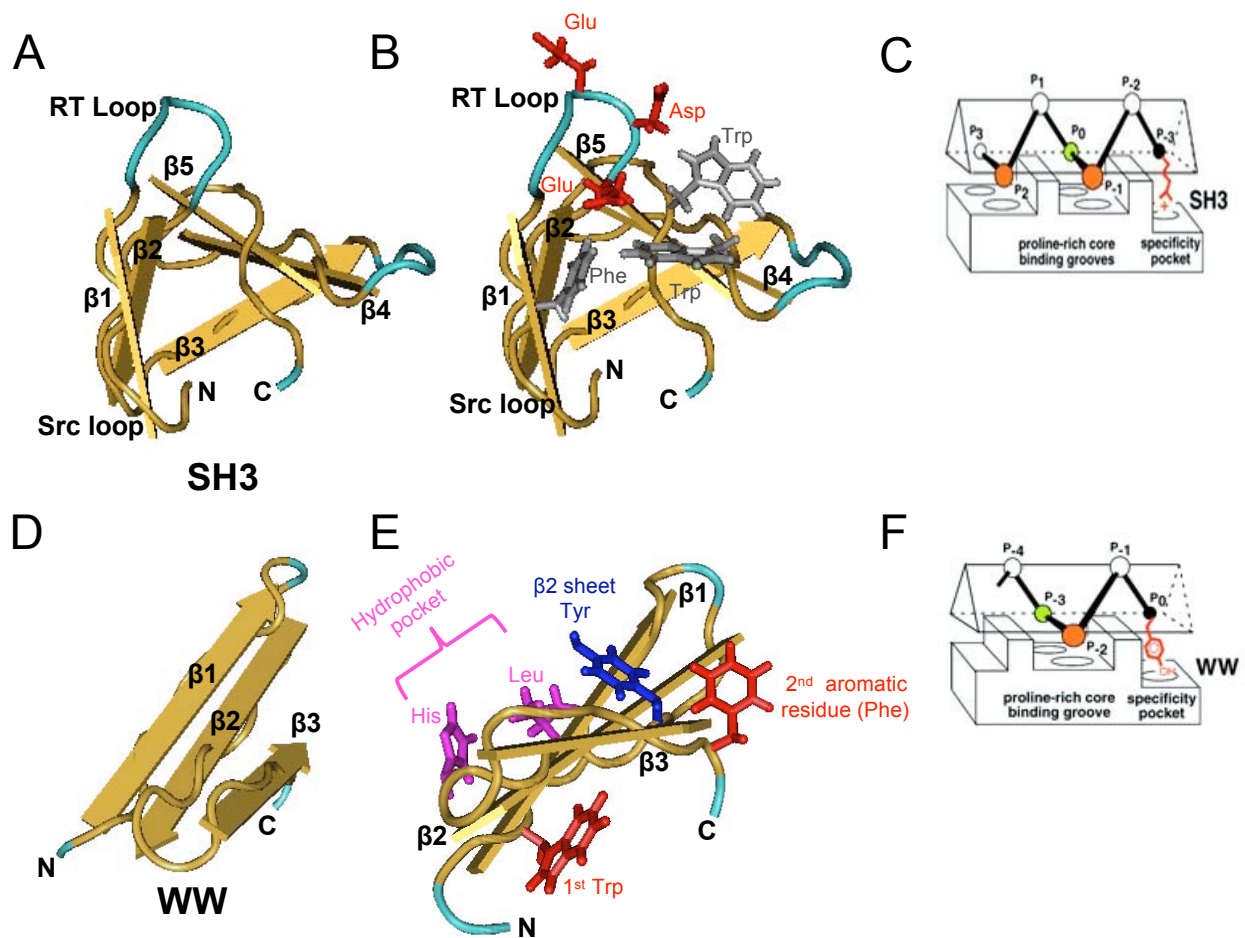 A
RT Loop
β5
β2
β1
β4
β3
N
C
Src loop
SH3
B
Glu
RT Loop
Asp
Trp
β5
Glu
β2
Phe
β1
Trp
β4
β3
N
C
Src loop
C
P1
P-2
P3
P0
P-3
P2
P-1
+
SH3
proline-rich core
binding grooves
specificity
pocket
D
β1
β2
β3
C
N
WW
E
Hydrophobic
pocket
β2 sheet
Tyr
β1
His
Leu
2nd aromatic
residue (Phe)
β3
β2
C
1st Trp
N
F
P-4
P-1
P-3
P0
P-2
OH
WW
proline-rich core
binding groove
specificity
pocket